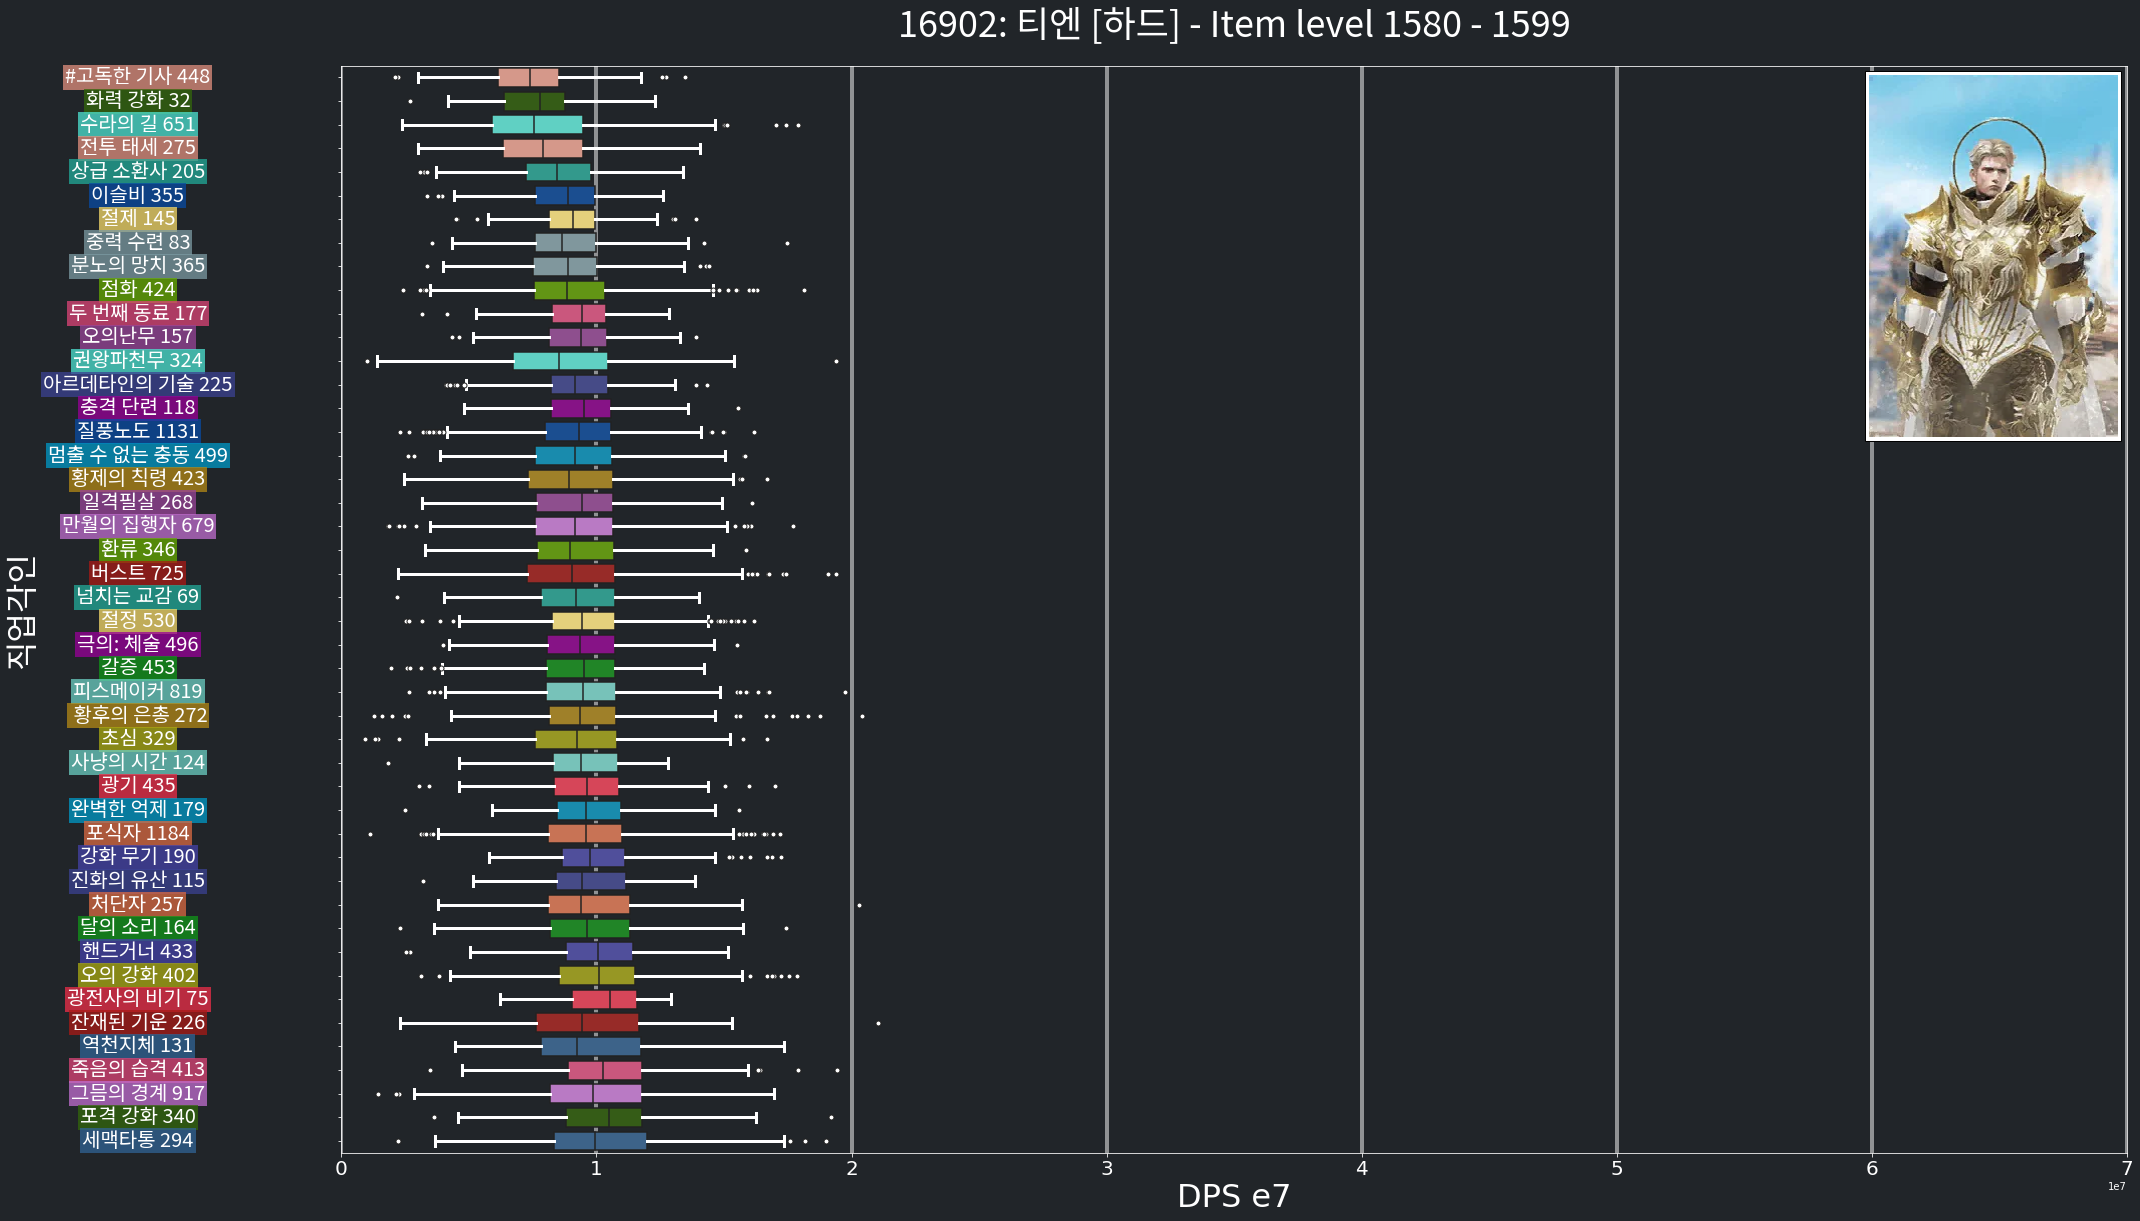 16902: 티엔 [하드] - Item level 1580 - 1599
#고독한 기사 448
화력 강화 32
수라의 길 651
전투 태세 275
상급 소환사 205
이슬비 355
절제 145
중력 수련 83
분노의 망치 365
점화 424
두 번째 동료 177
오의난무 157
권왕파천무 324
아르데타인의 기술 225
충격 단련 118
질풍노도 1131
멈출 수 없는 충동 499
황제의 칙령 423
일격필살 268
만월의 집행자 679
환류 346
버스트 725
넘치는 교감 69
절정 530
극의: 체술 496
갈증 453
피스메이커 819
황후의 은총 272
초심 329
사냥의 시간 124
광기 435
완벽한 억제 179
포식자 1184
강화 무기 190
진화의 유산 115
처단자 257
달의 소리 164
핸드거너 433
오의 강화 402
광전사의 비기 75
잔재된 기운 226
역천지체 131
죽음의 습격 413
그믐의 경계 917
포격 강화 340
세맥타통 294
직업각인
0 1 2 3 4 5 6 7
1e7
DPS e7